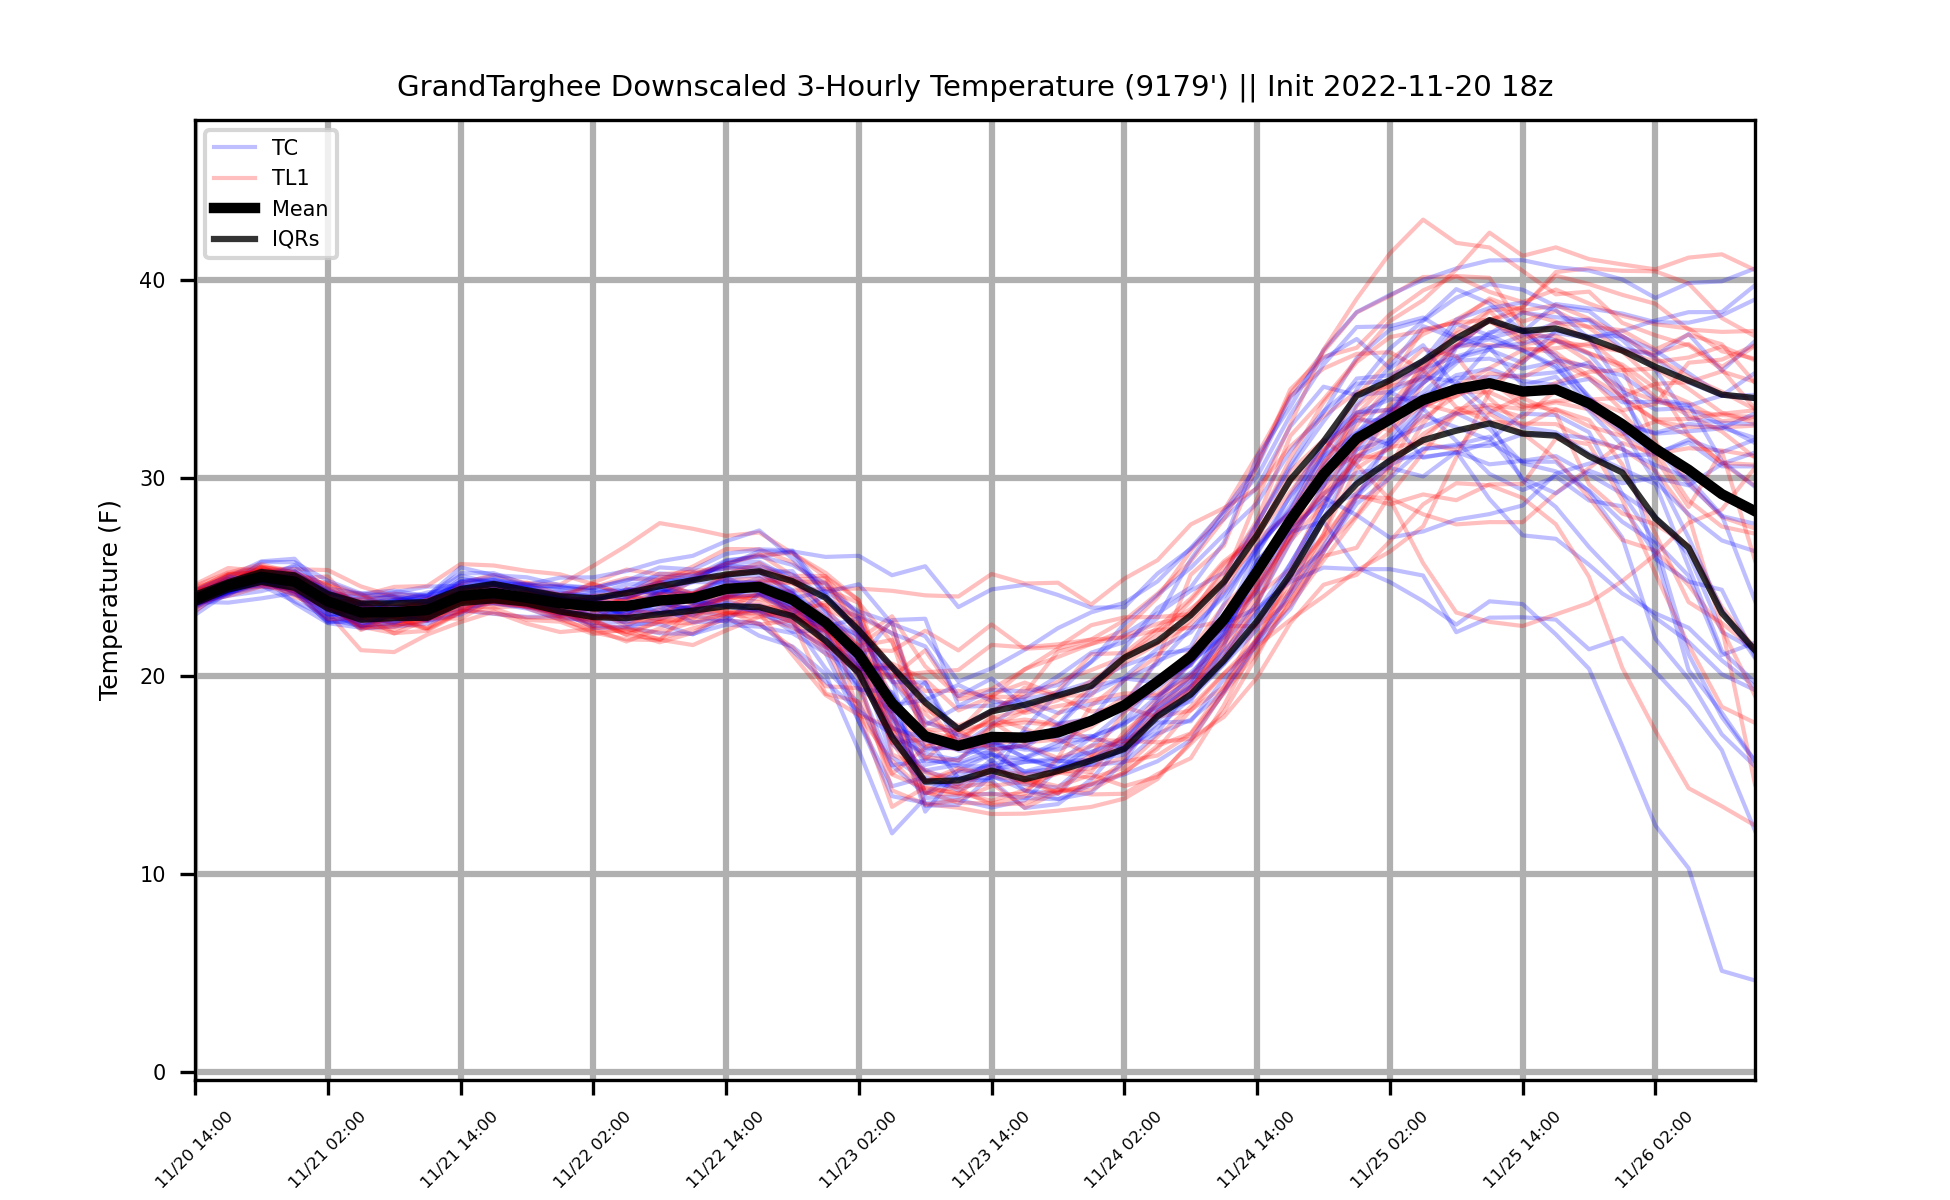 GrandTarghee Downscaled 3-Hourly Temperature (9179') || Init 2022-11-20 18z
TC
TL1
Mean
IQRs
Temperature (F)
40
30
20
10
0
11/20 14:00
11/21 02:00
11/21 14:00
11/22 02:00
11/22 14:00
11/23 02:00
11/23 14:00
11/24 02:00
11/24 14:00
11/25 02:00
11/25 14:00
11/26 02:00